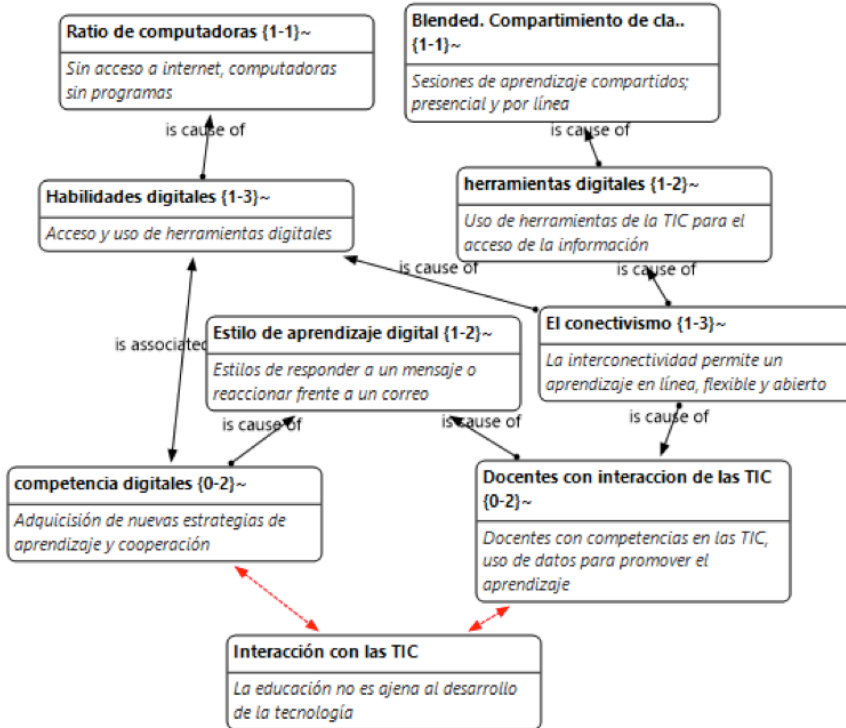 Ratio de computadoras {1-1}~
Sin acceso a internet, computadoras
sin programas
Blended. Compartimiento de cla..
{1-1}~
Sesiones de aprendizaje compartidos;
presencial y por línea
is cause of
is cause of
Habilidades digitales {1-3}~
Acceso y uso de herramientas digitales
herramientas digitales {1-2}~
Uso de herramientas de la TIC para el
acceso de la información
is cause of
is cause of
is associated
Estilo de aprendizaje digital {1-2}~
Estilos de responder a un mensaje o
reaccionar frente a un correo
El conectivismo {1-3}~
La interconectividad permite un
aprendizaje en línea, flexible y abierto
is cause of
is cause of
is cause of
competencia digitales {0-2}~
Adquicisión de nuevas estrategias de
aprendizaje y cooperación
Docentes con interaccion de las TIC
{0-2}~
Docentes con competencias en las TIC,
uso de datos para promover el
aprendizaje
Interacción con las TIC
La educación no es ajena al desarrollo
de la tecnología